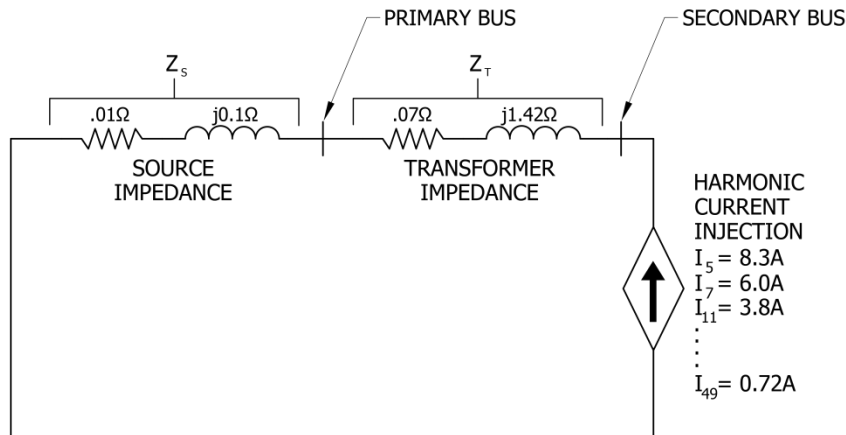 PRIMARY BUS
SECONDARY BUS
Z_S
Z_T
.01Ω
j0.1Ω
.07Ω
j1.42Ω
SOURCE
IMPEDANCE
TRANSFORMER
IMPEDANCE
HARMONIC
CURRENT
INJECTION
I_5 = 8.3A
I_7 = 6.0A
I_11 = 3.8A
I_49 = 0.72A